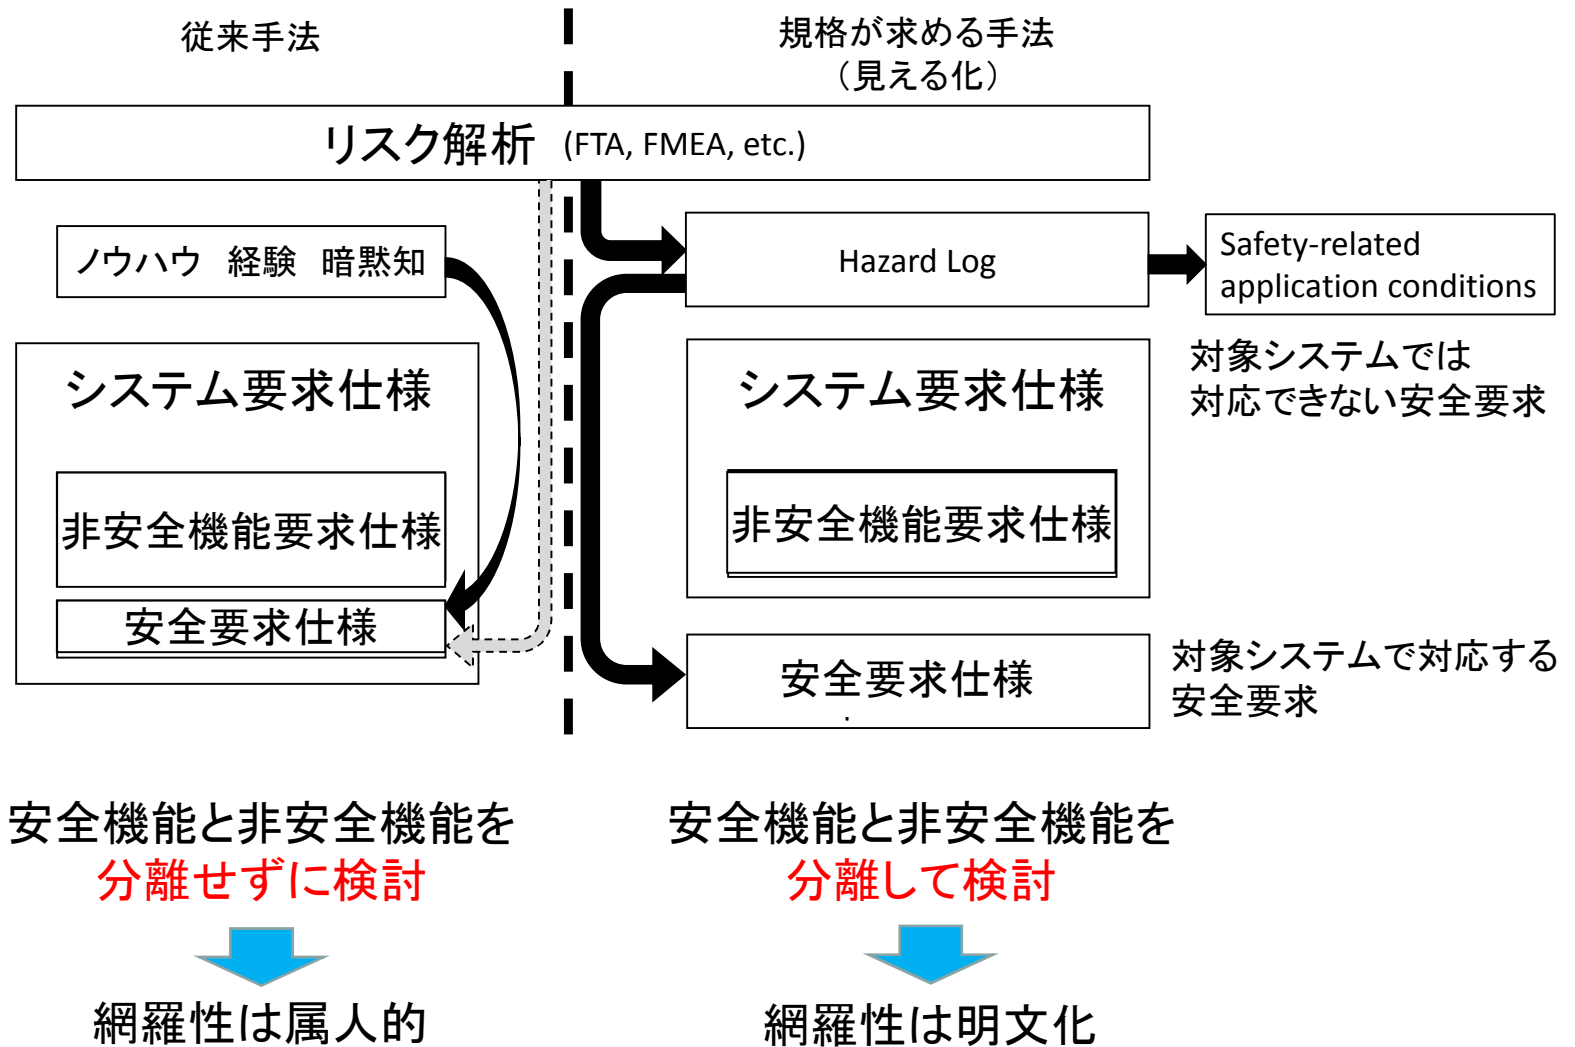 従来手法
規格が求める手法
（見える化）
リスク解析 (FTA, FMEA, etc.)
ノウハウ　経験　暗黙知
Hazard Log
Safety-related
application conditions
システム要求仕様
システム要求仕様
対象システムでは
対応できない安全要求
非安全機能要求仕様
非安全機能要求仕様
安全要求仕様
安全要求仕様
対象システムで対応する
安全要求
安全機能と非安全機能を
分離せずに検討
安全機能と非安全機能を
分離して検討
網羅性は属人的
網羅性は明文化